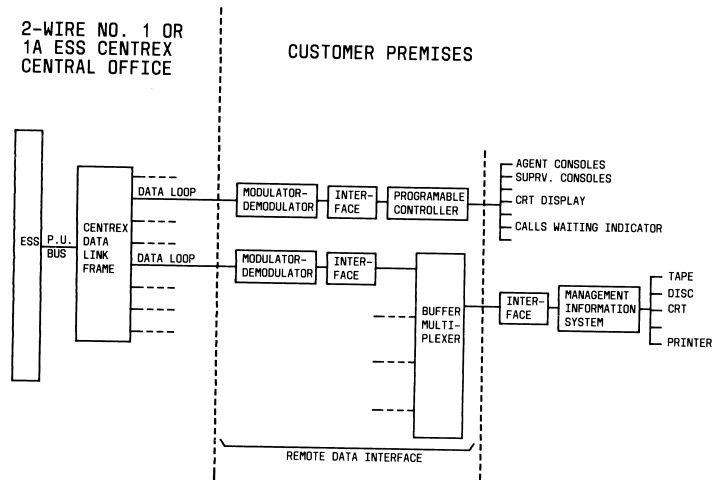 2-WIRE NO. 1 OR
1A ESS CENTREX
CENTRAL OFFICE
CUSTOMER PREMISES
ESS
P.U.
BUS
CENTREX
DATA
LINK
FRAME
DATA LOOP
MODULATOR-
DEMODULATOR
INTER-
FACE
PROGRAMABLE
CONTROLLER
AGENT CONSOLES
SUPRV. CONSOLES
CRT DISPLAY
CALLS WAITING INDICATOR
DATA LOOP
MODULATOR-
DEMODULATOR
INTER-
FACE
BUFFER
MULTI-
PLEXER
INTER-
FACE
MANAGEMENT
INFORMATION
SYSTEM
TAPE
DISC
CRT
PRINTER
REMOTE DATA INTERFACE